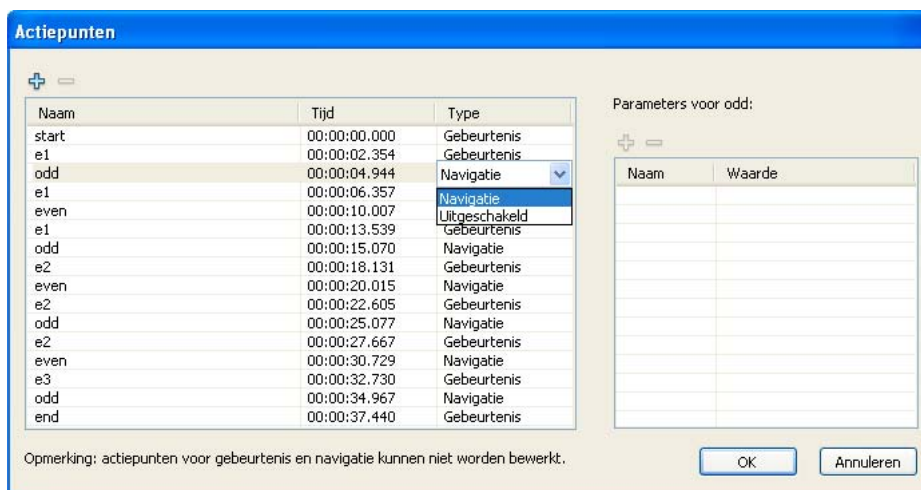 Actiepunten
Parameters voor odd:
Naam Tijd Type
start 00:00:00.000 Gebeurtenis
e1 00:00:02.354 Gebeurtenis
odd 00:00:04.944 Navigatie
e1 00:00:06.357
Navigatie
even 00:00:10.007
Uitgeschakeld
e1 00:00:13.539 Gebeurtenis
odd 00:00:15.070 Navigatie
e2 00:00:18.131 Gebeurtenis
even 00:00:20.015 Navigatie
e2 00:00:22.605 Gebeurtenis
odd 00:00:25.077 Navigatie
e2 00:00:27.667 Gebeurtenis
even 00:00:30.729 Navigatie
e3 00:00:32.730 Gebeurtenis
odd 00:00:34.967 Navigatie
end 00:00:37.440 Gebeurtenis
Naam Waarde
Opmerking: actiepunten voor gebeurtenis en navigatie kunnen niet worden bewerkt.
OK Annuleren